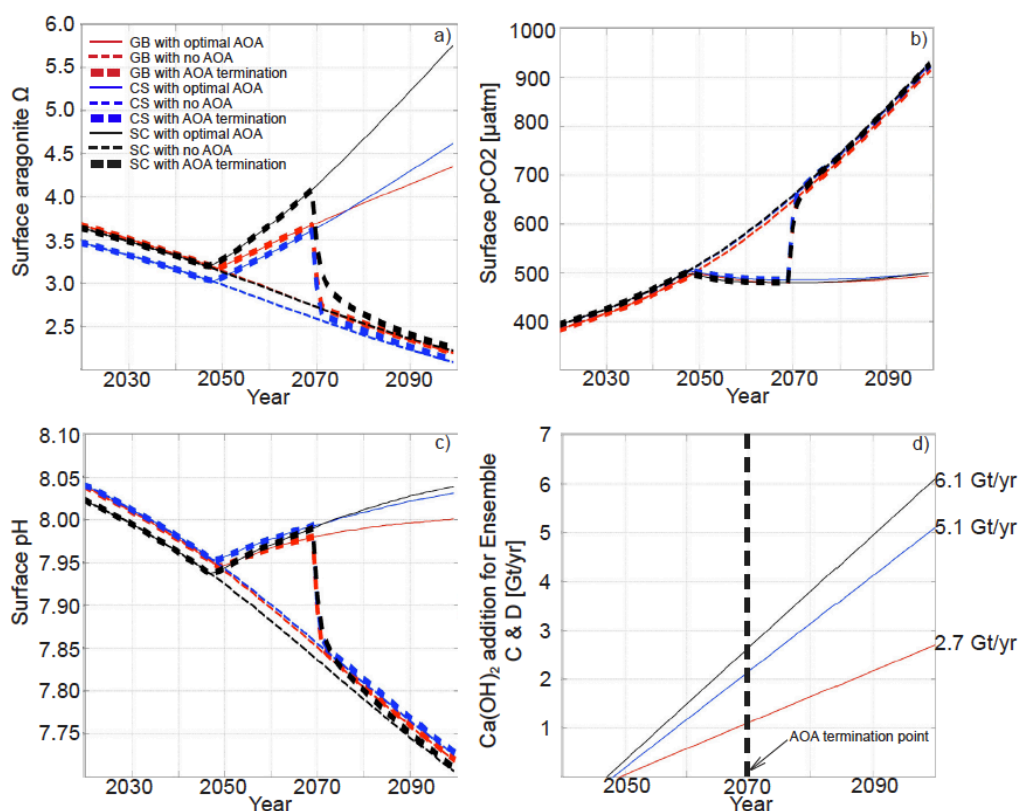 6.0
5.5
5.0
4.5
4.0
3.5
3.0
2.5
Surface aragonite Ω
a)
GB with optimal AOA
GB with no AOA
GB with AOA termination
CS with optimal AOA
CS with no AOA
CS with AOA termination
SC with optimal AOA
SC with no AOA
SC with AOA termination
2030 2050 2070 2090
Year
1000
900
800
700
600
500
400
Surface pCO2 [µatm]
b)
2030 2050 2070 2090
Year
8.10
8.05
8.00
7.95
7.90
7.85
7.80
7.75
Surface pH
c)
2030 2050 2070 2090
Year
7
6
5
4
3
2
1
Ca(OH)₂ addition for Ensemble
C & D [Gt/yr]
d)
6.1 Gt/yr
5.1 Gt/yr
2.7 Gt/yr
AOA termination point
2050 2070 2090
Year